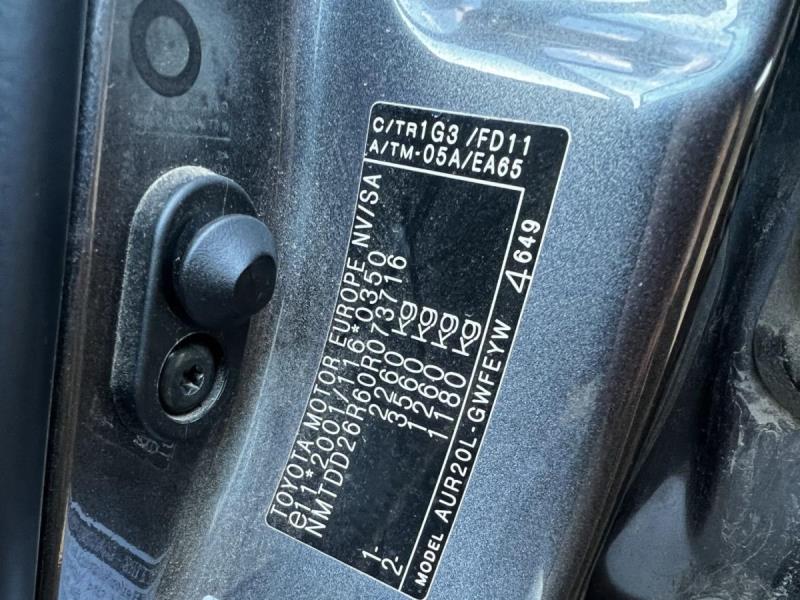 C/TR1G3 /FD11
A/TM-05A/EA65
TOYOTA MOTOR EUROPE NV/SA
e11*2001/116*0350
NMTDD26R60R073716
2260 kg
3560 kg
1- 1260 kg
2- 1180 kg
MODEL AUR20L-GWFEYW 4649